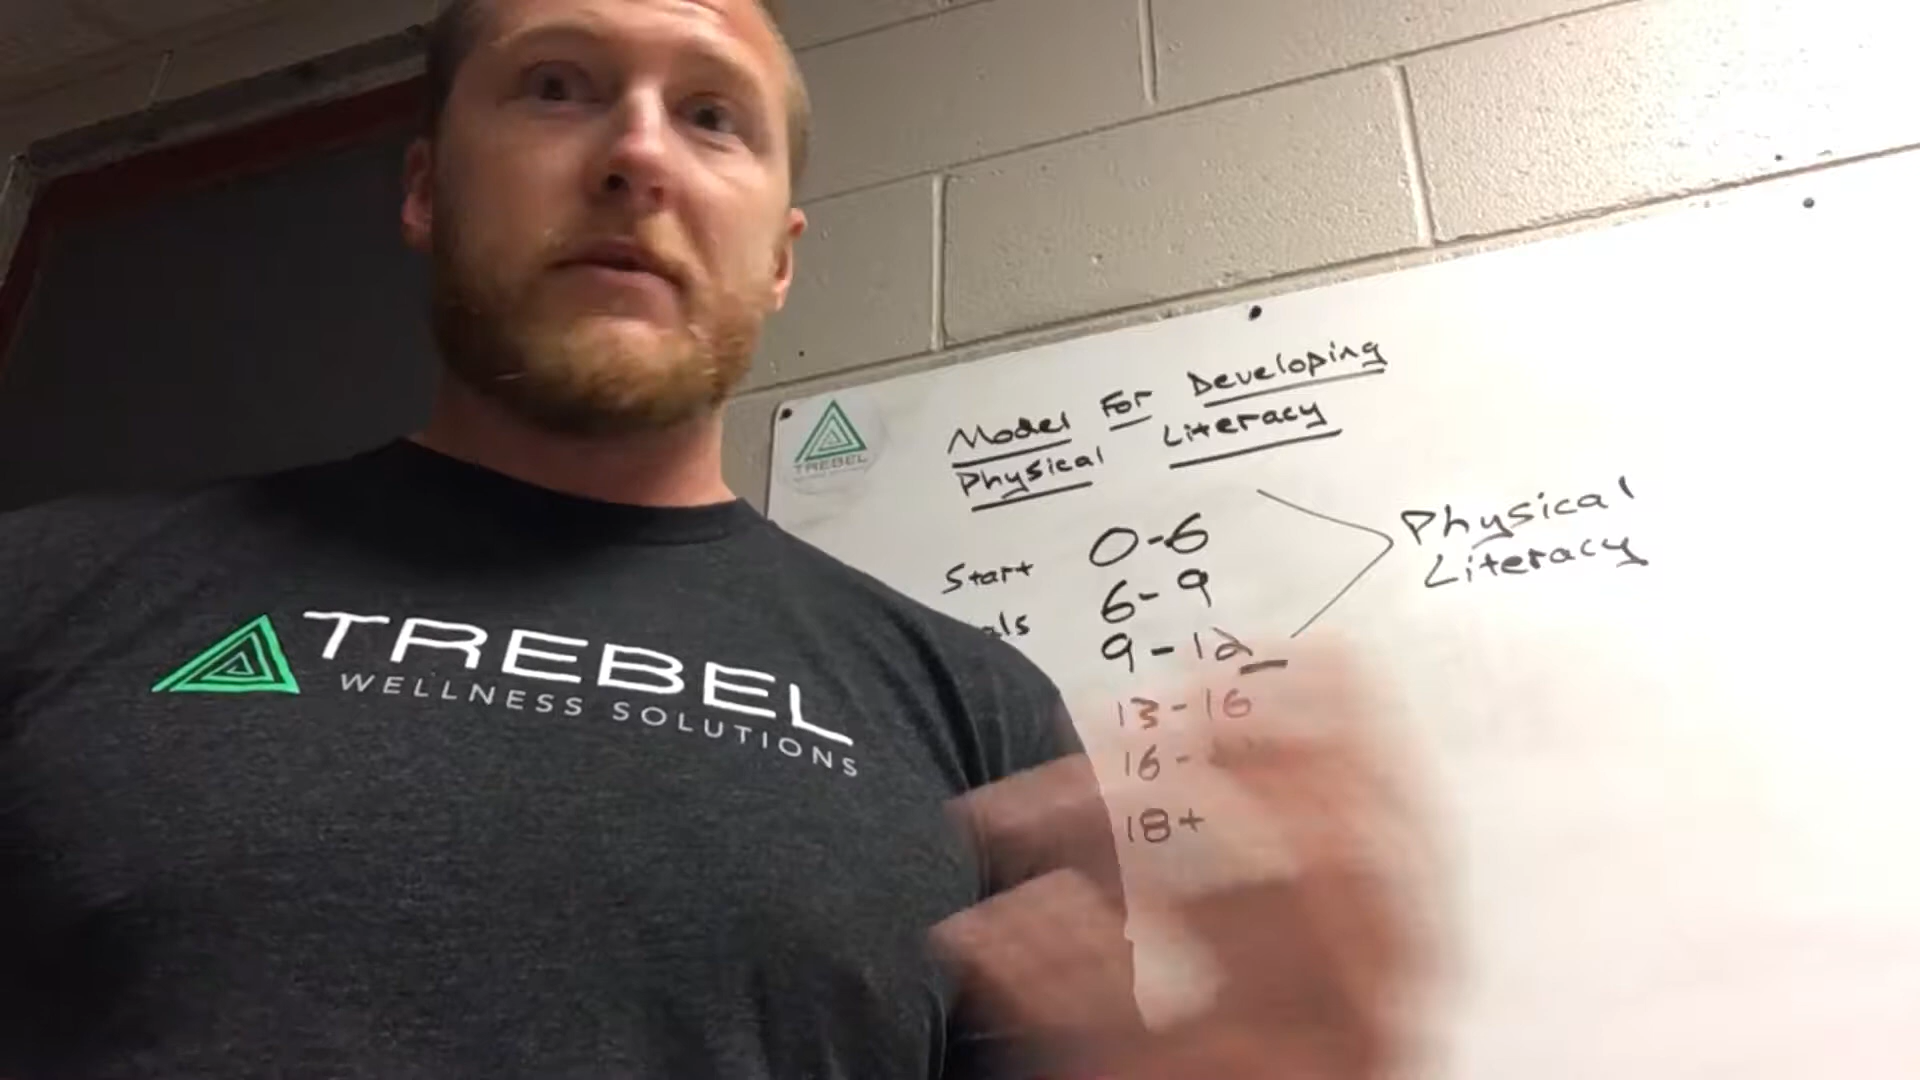 TREBEL
WELLNESS SOLUTIONS
TREBEL
Model For Developing
Physical Literacy
Start 0-6
6-9
9-12
13-16
16-
18+
Physical
Literacy